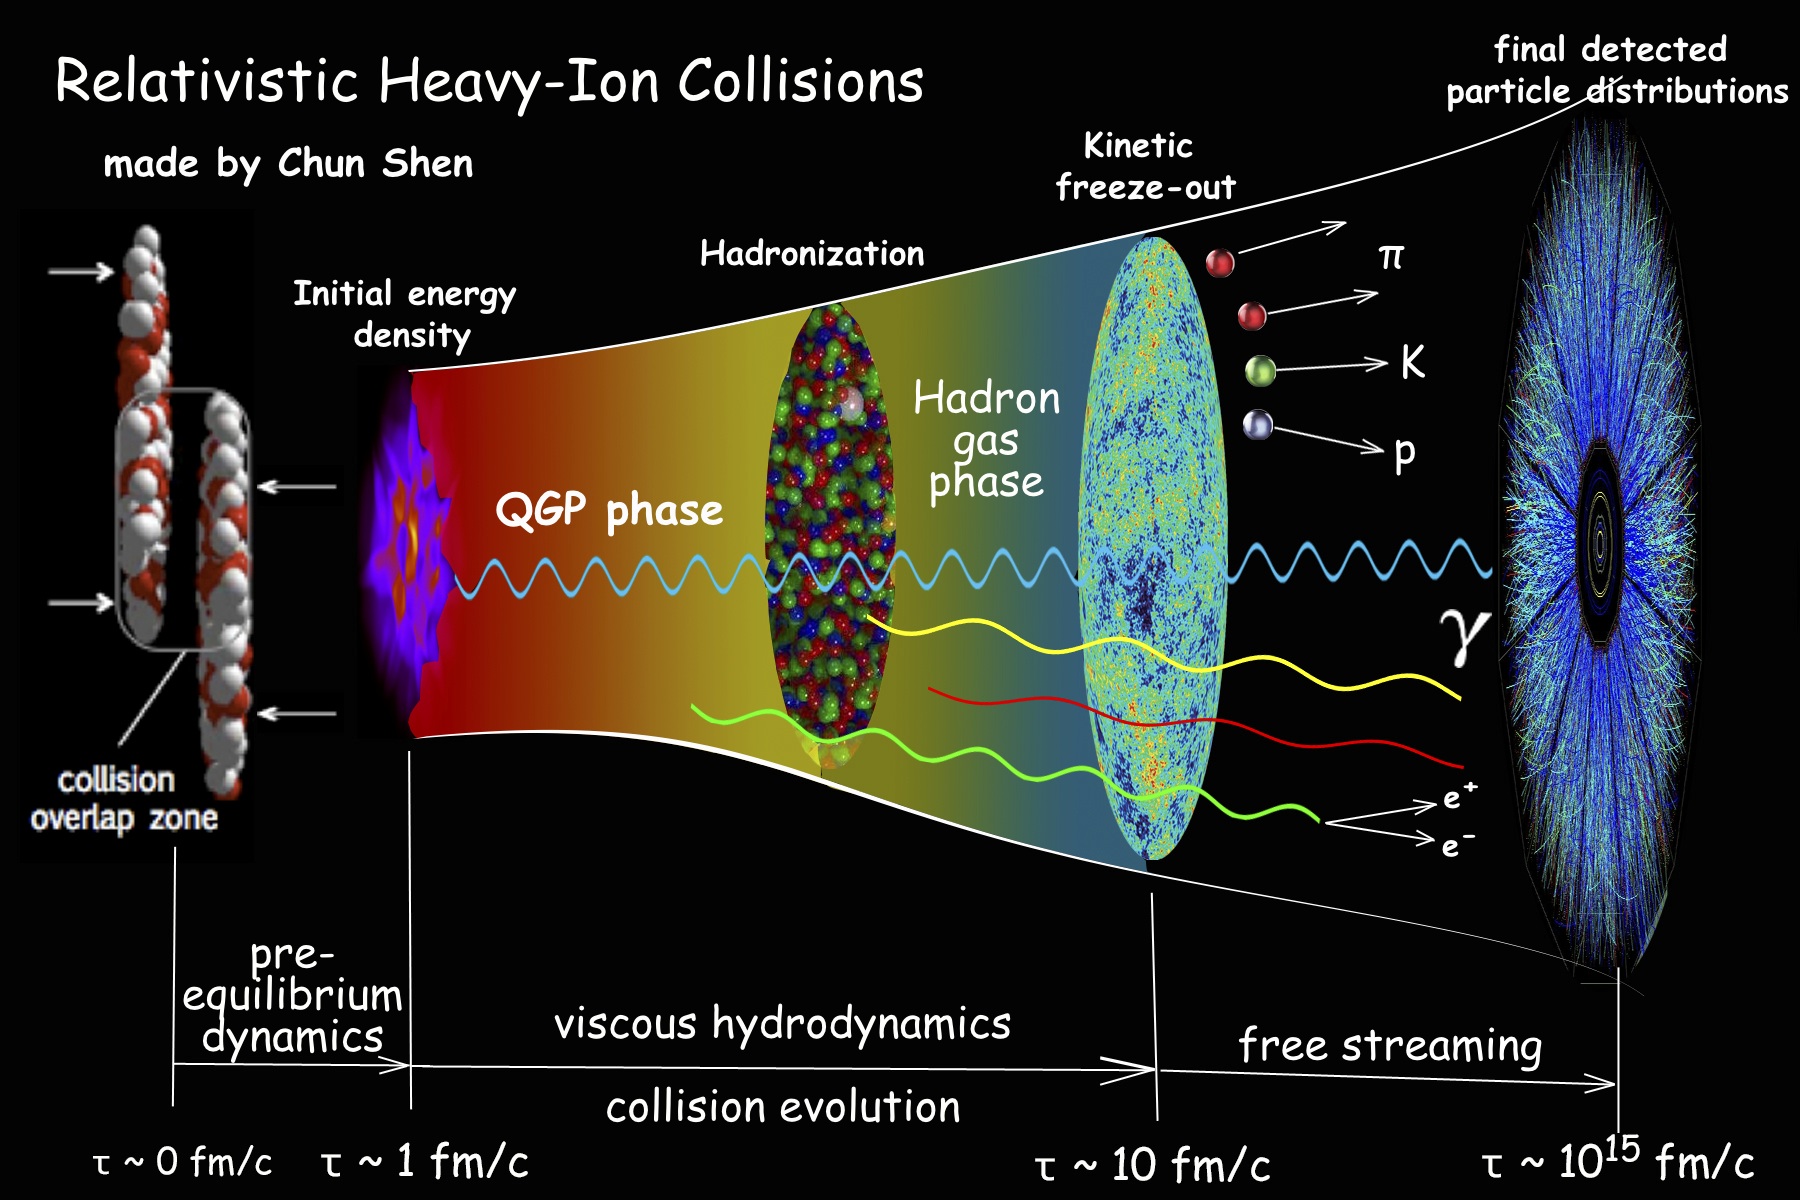 Relativistic Heavy-Ion Collisions
made by Chun Shen
final detected
particle distributions
Kinetic
freeze-out
Hadronization
Initial energy
density
π
K
p
Hadron
gas
phase
QGP phase
γ
e⁺
e⁻
collision
overlap zone
pre-
equilibrium
dynamics
viscous hydrodynamics
free streaming
collision evolution
τ ~ 0 fm/c
τ ~ 1 fm/c
τ ~ 10 fm/c
τ ~ 10¹⁵ fm/c